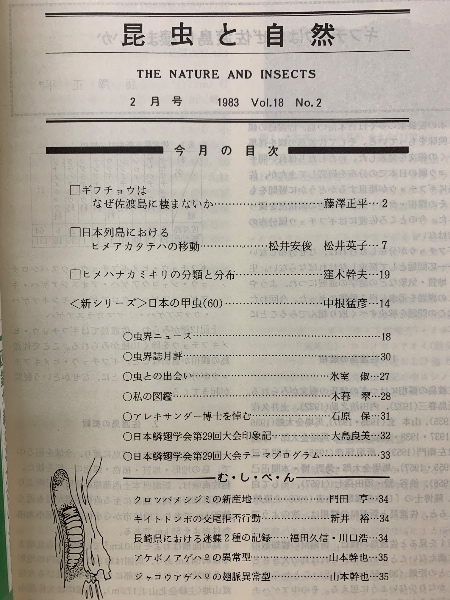 昆虫と自然
THE NATURE AND INSECTS
2月号 1983 Vol.18 No.2
今月の目次
□ギフチョウは
なぜ佐渡島に棲まないか……藤澤正平…2
□日本列島における
ヒメアカタテハの移動……松井安俊 松井英子…7
□ヒメハナカミキリの分類と分布……窪木幹夫…19
<新シリーズ>日本の甲虫(60)……中根猛彦…14
○虫界ニュース……18
○虫界誌月評……30
○虫との出会い……氷室 俶…27
○私の図鑑……木暮 翠…28
○アレキサンダー博士を悼む……石原 保…31
○日本鱗翅学会第29回大会印象記……大島良美…32
○日本鱗翅学会第29回大会テーマプログラム……33
む・し・ぺ・ん
クロツバメシジミの新産地……門田 亨…34
キイトトンボの交尾拒否行動……新井 裕…34
長崎県における迷蝶2種の記録……福田久信・川口浩…34
アケボノアゲハ♀の異常型……山本幹也…35
ジャコウアゲハ♀の翅脈異常型……山本幹也…35